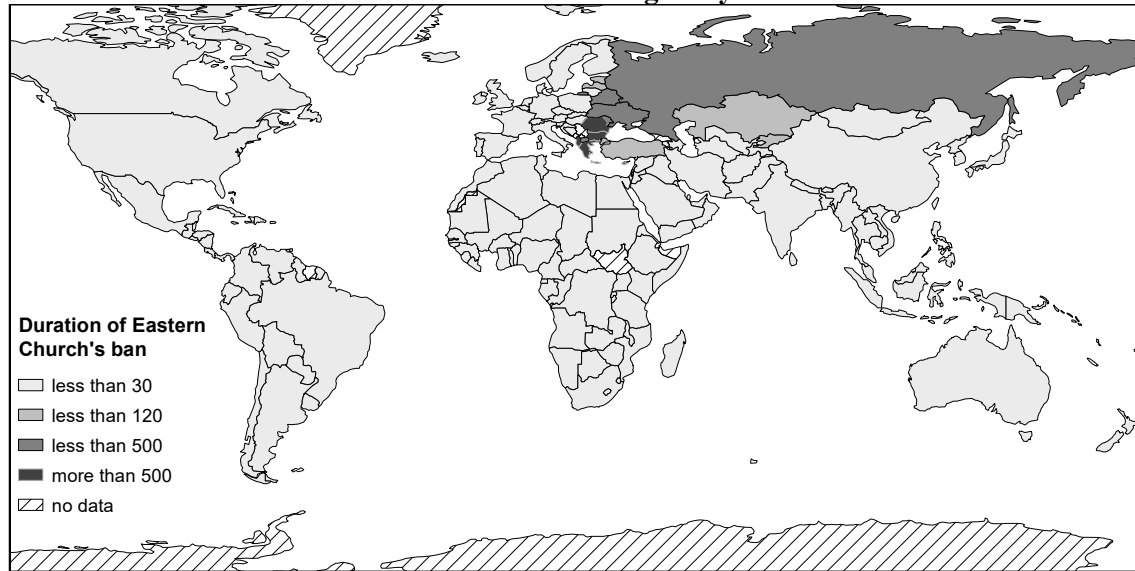 Duration of Eastern
Church's ban
less than 30
less than 120
less than 500
more than 500
no data